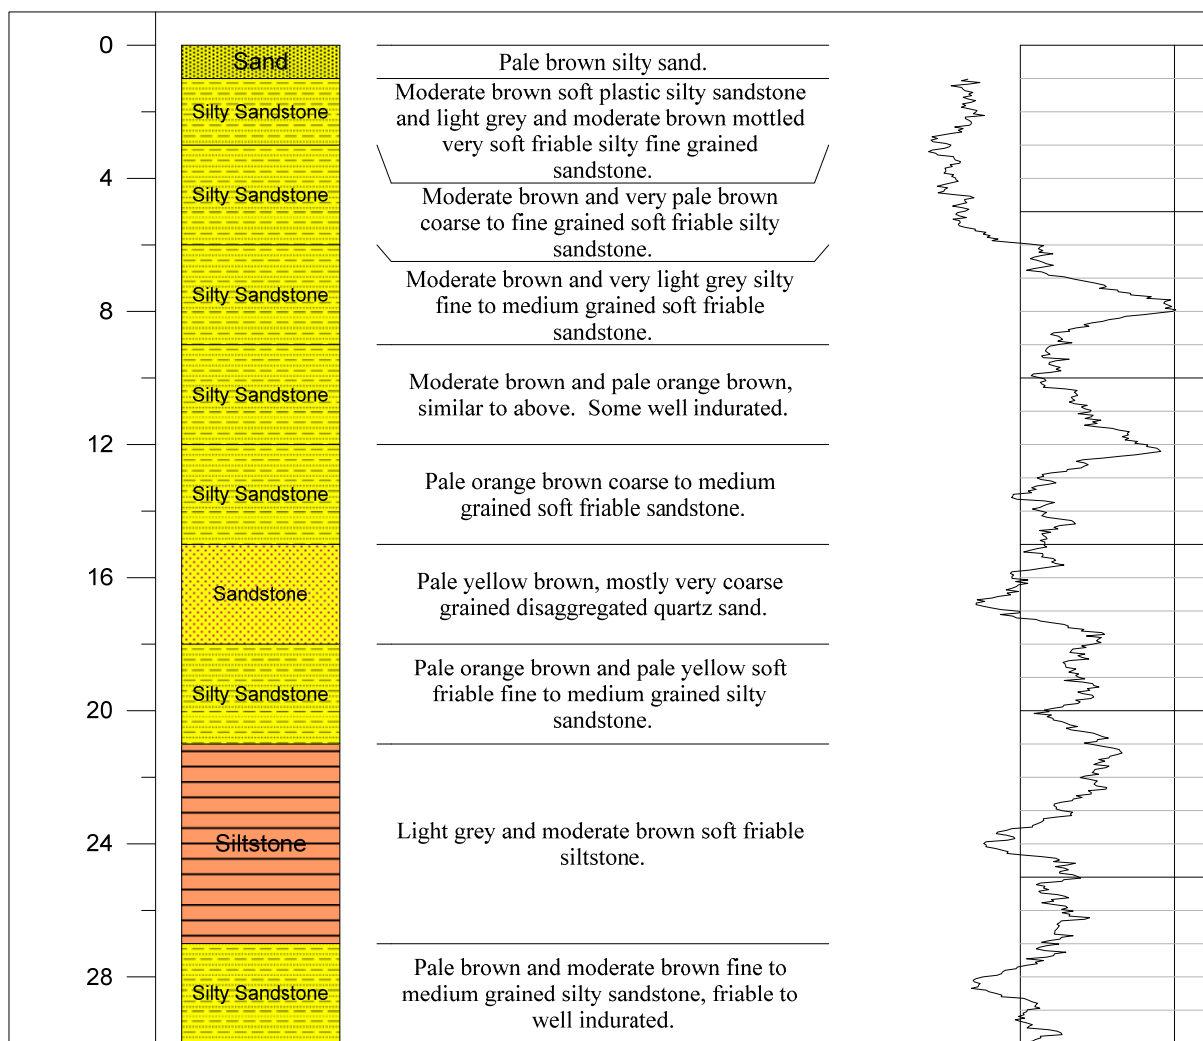 0
Sand
Pale brown silty sand.
Silty Sandstone
Moderate brown soft plastic silty sandstone
and light grey and moderate brown mottled
very soft friable silty fine grained
sandstone.
4
Silty Sandstone
Moderate brown and very pale brown
coarse to fine grained soft friable silty
sandstone.
8
Silty Sandstone
Moderate brown and very light grey silty
fine to medium grained soft friable
sandstone.
Silty Sandstone
Moderate brown and pale orange brown,
similar to above.  Some well indurated.
12
Silty Sandstone
Pale orange brown coarse to medium
grained soft friable sandstone.
16
Sandstone
Pale yellow brown, mostly very coarse
grained disaggregated quartz sand.
20
Silty Sandstone
Pale orange brown and pale yellow soft
friable fine to medium grained silty
sandstone.
24
Siltstone
Light grey and moderate brown soft friable
siltstone.
28
Silty Sandstone
Pale brown and moderate brown fine to
medium grained silty sandstone, friable to
well indurated.